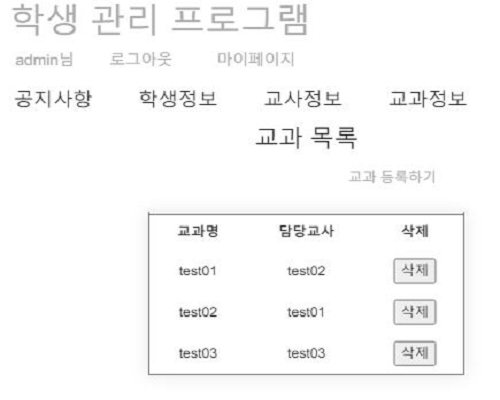 학생 관리 프로그램
admin님 로그아웃 마이페이지
공지사항 학생정보 교사정보 교과정보
교과 목록
교과 등록하기
교과명 담당교사 삭제
test01 test02 삭제
test02 test01 삭제
test03 test03 삭제